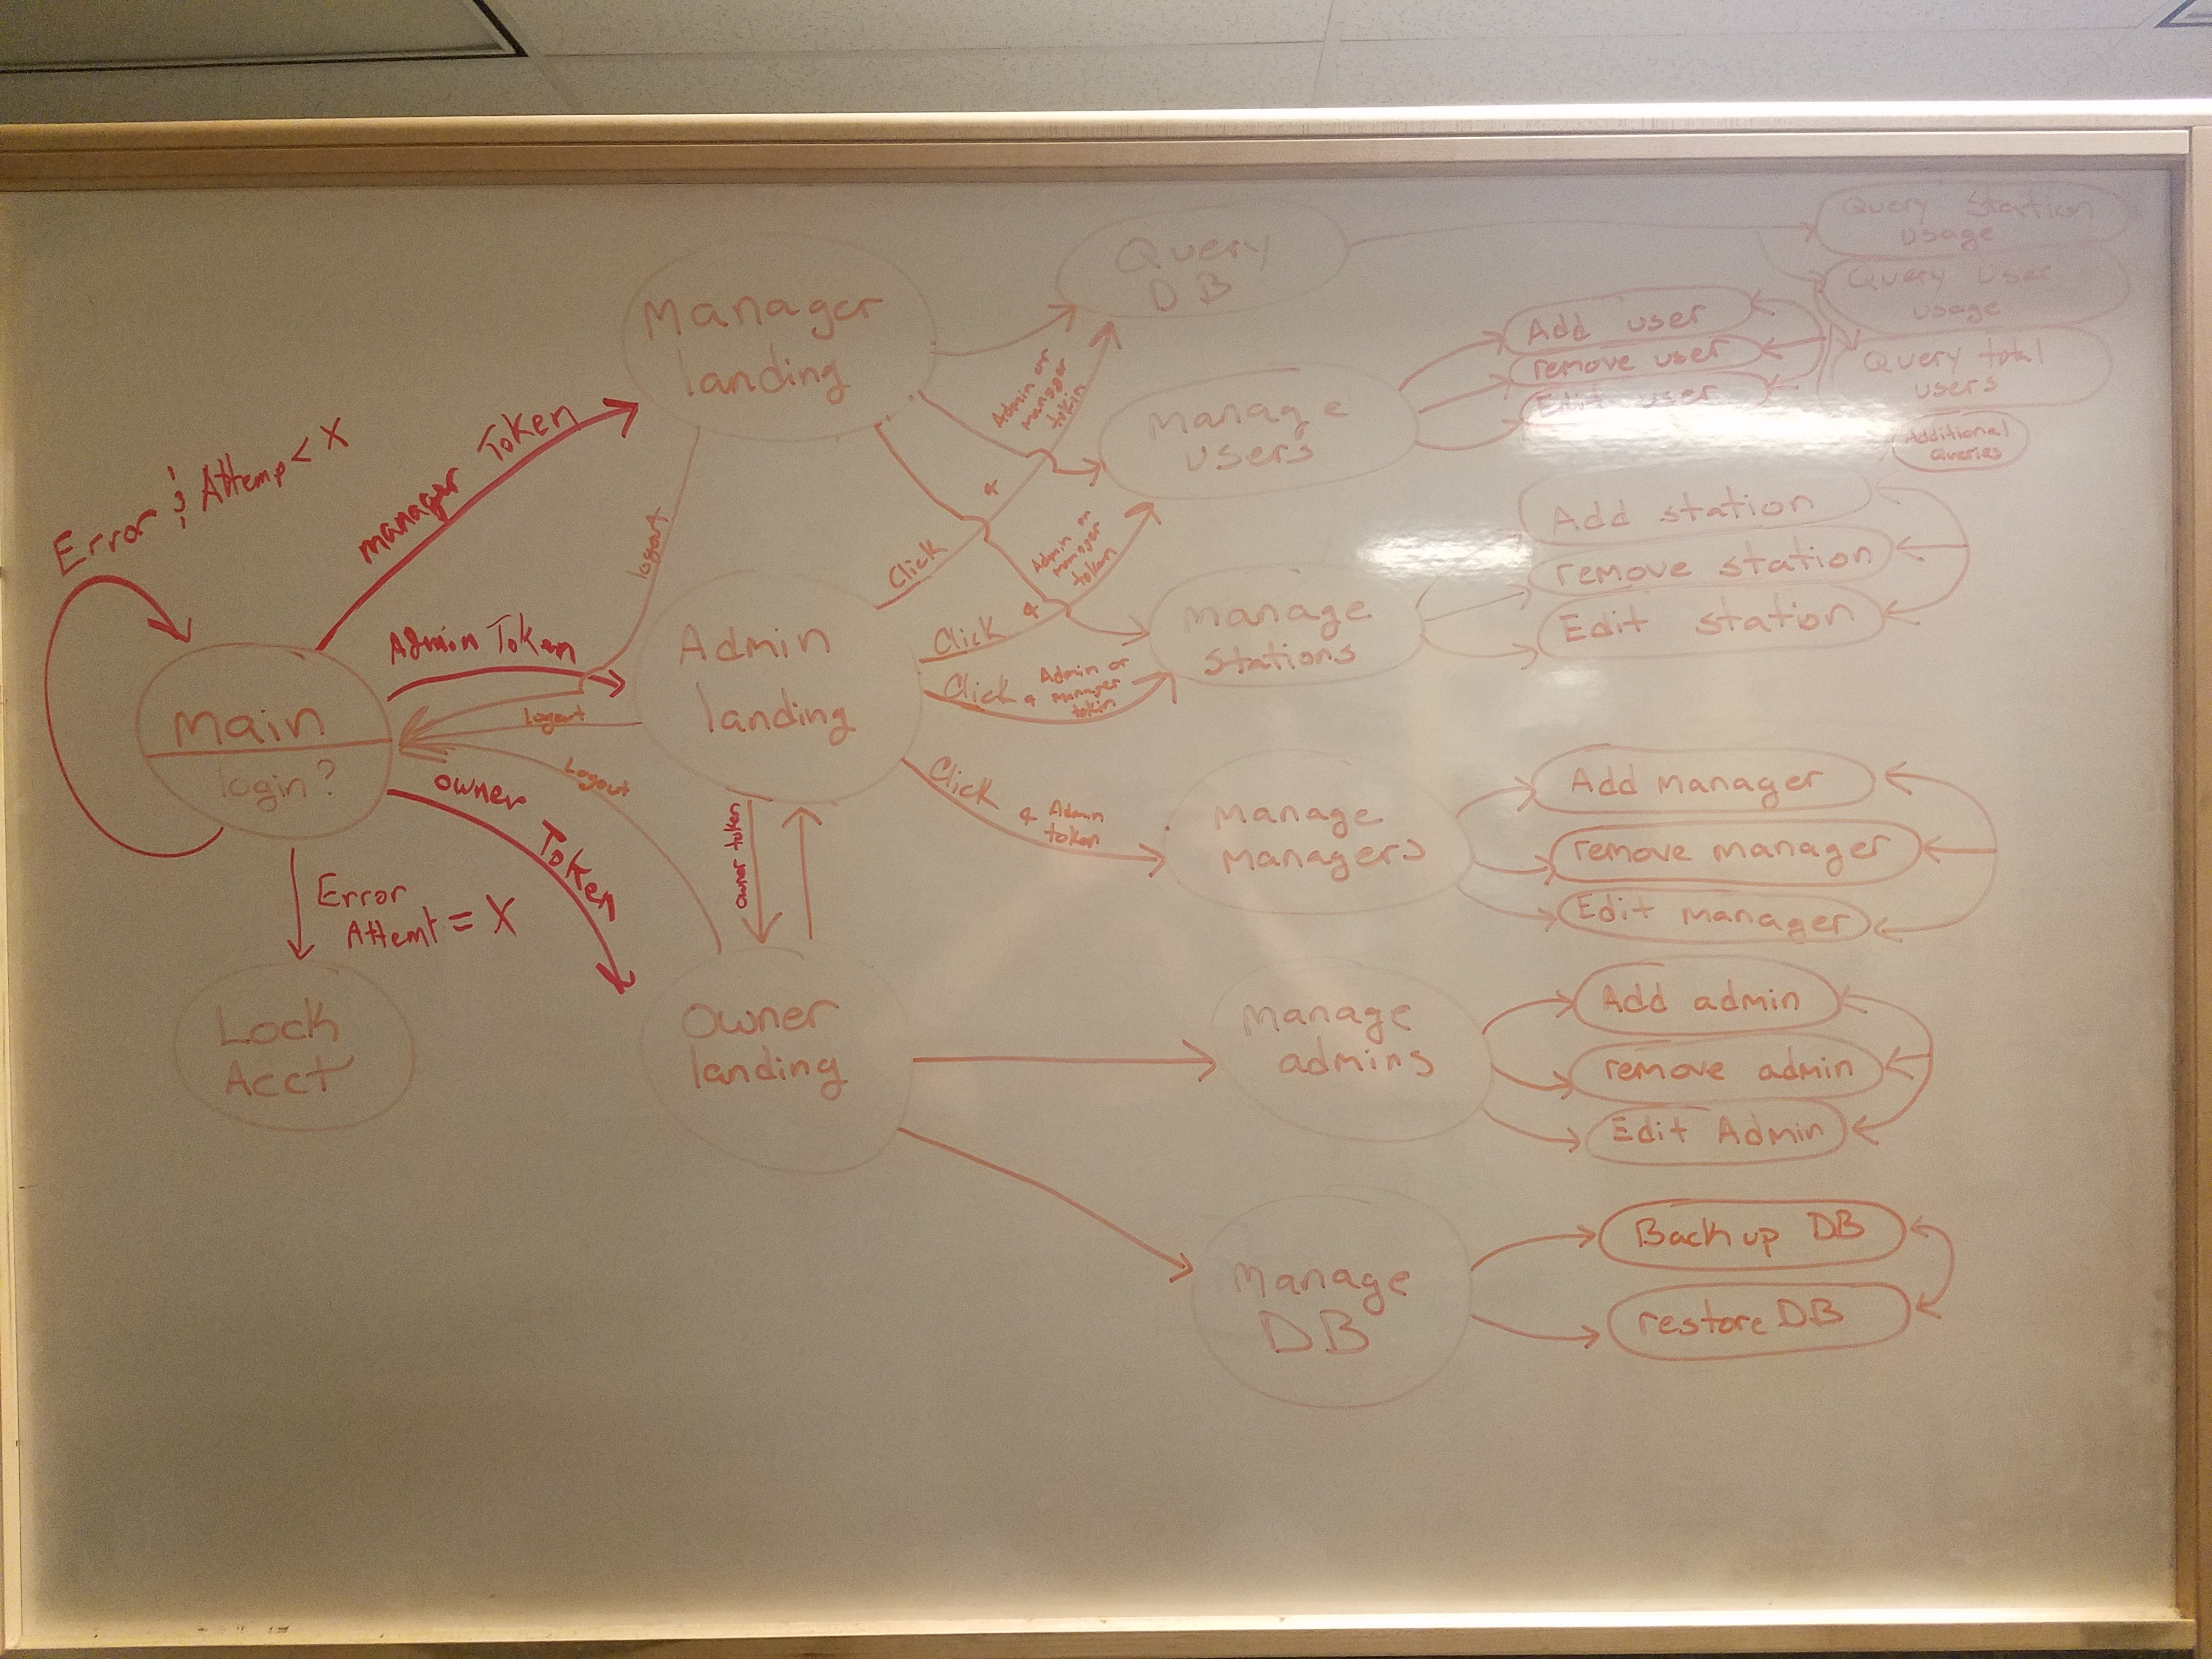 Query Station
usage
Query User
usage
Query total
users
Additional
Queries
Query
DB
Manager
landing
Add user
remove user
Edit user
Manage
users
Admin or
manager
tokin
&
Click
Error & Attemp < X
manager Token
logout
Add station
remove station
Edit station
Manage
Stations
Admin or
manager
token
&
Click
Admin Token
Admin
landing
Click & Admin or
manager
tokin
main
login?
logout
Logout
owner Token
Owner token
Click
& Admin
token
Manage
managers
Add manager
remove manager
Edit manager
Error
Attemt = X
Lock
Acct
Owner
landing
Manage
admins
Add admin
remove admin
Edit Admin
Manage
DB
Back up DB
restore DB